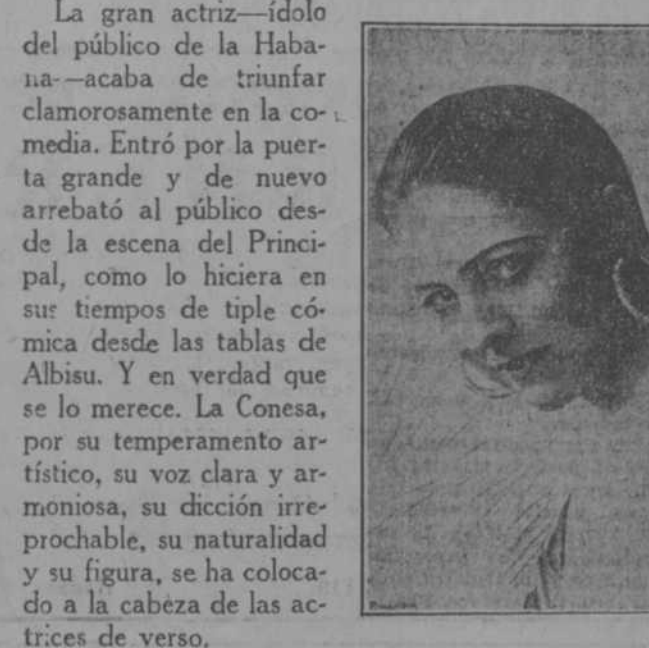 La gran actriz—ídolo
del público de la Haba-
na-—acaba de triunfar
clamorosamente en la co-
media. Entró por la puer-
ta grande y de nuevo
arrebató al público des-
de la escena del Princi-
pal, como lo hiciera en
sus tiempos de tiple có-
mica desde las tablas de
Albisu. Y en verdad que
se lo merece. La Conesa,
por su temperamento ar-
tístico, su voz clara y ar-
moniosa, su dicción irre-
prochable, su naturalidad
y su figura, se ha coloca-
do a la cabeza de las ac-
trices de verso.